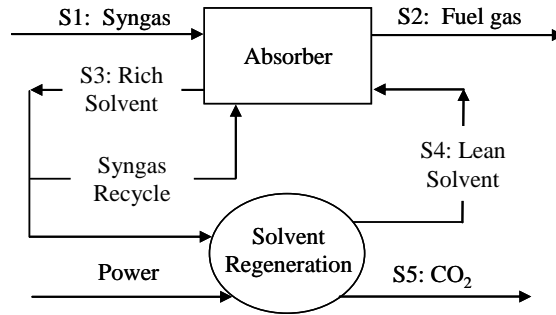 S1: Syngas
S2: Fuel gas
Absorber
S3: Rich
Solvent
S4: Lean
Solvent
Syngas
Recycle
Solvent
Regeneration
Power
S5: CO₂